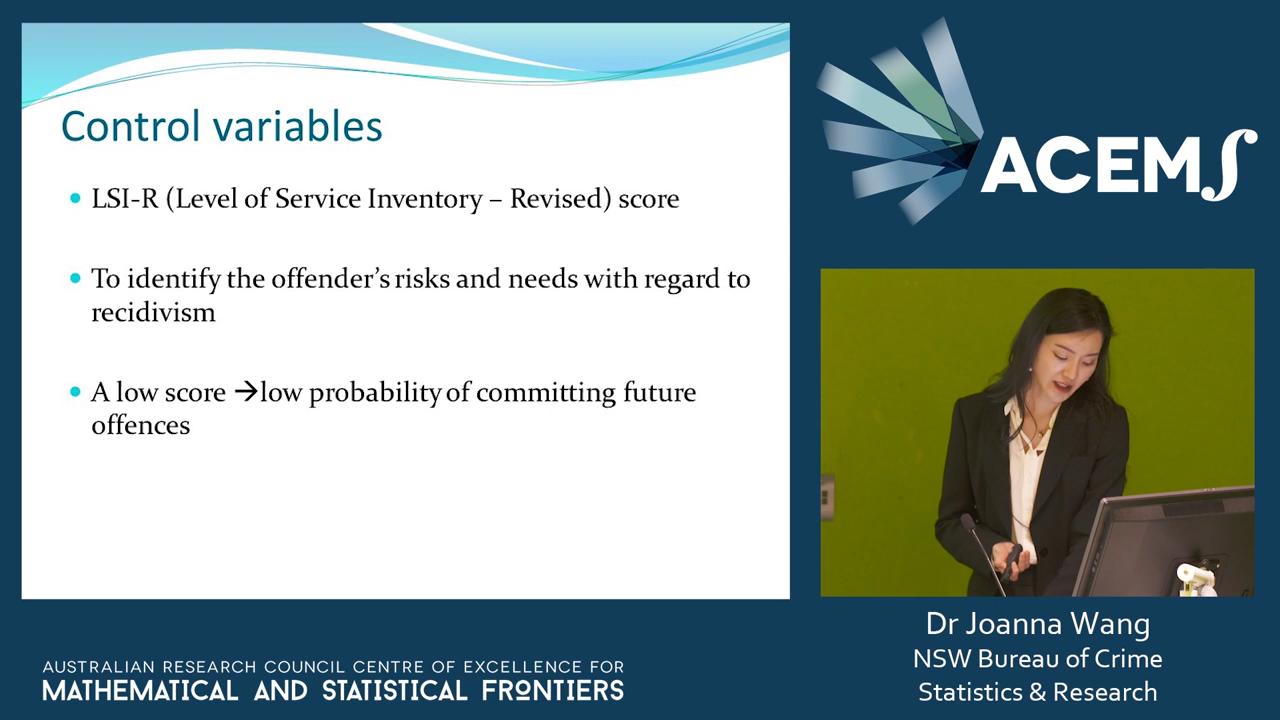 Control variables
LSI-R (Level of Service Inventory – Revised) score
To identify the offender's risks and needs with regard to
recidivism
A low score →low probability of committing future
offences
ACEMS
Dr Joanna Wang
NSW Bureau of Crime
Statistics & Research
AUSTRALIAN RESEARCH COUNCIL CENTRE OF EXCELLENCE FOR
MATHEMATICAL AND STATISTICAL FRONTIERS